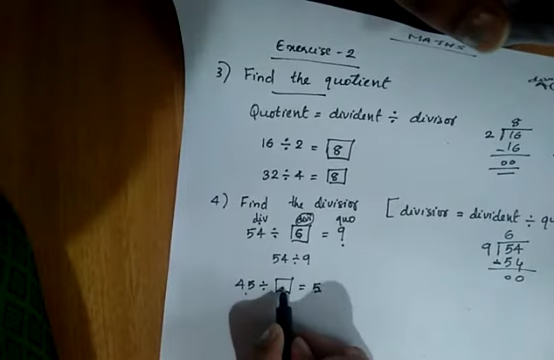 MATHS
Exercise - 2
3) Find the quotient
Quotient = divident ÷ divisor
16 ÷ 2 = 8
32 ÷ 4 = 8
8
2 16
-16
00
4) Find the divisior
[divisior = divident ÷ qu
div quo
54 ÷ 6 = 9
54 ÷ 9
45 ÷ = 5
6
9 54
-54
00